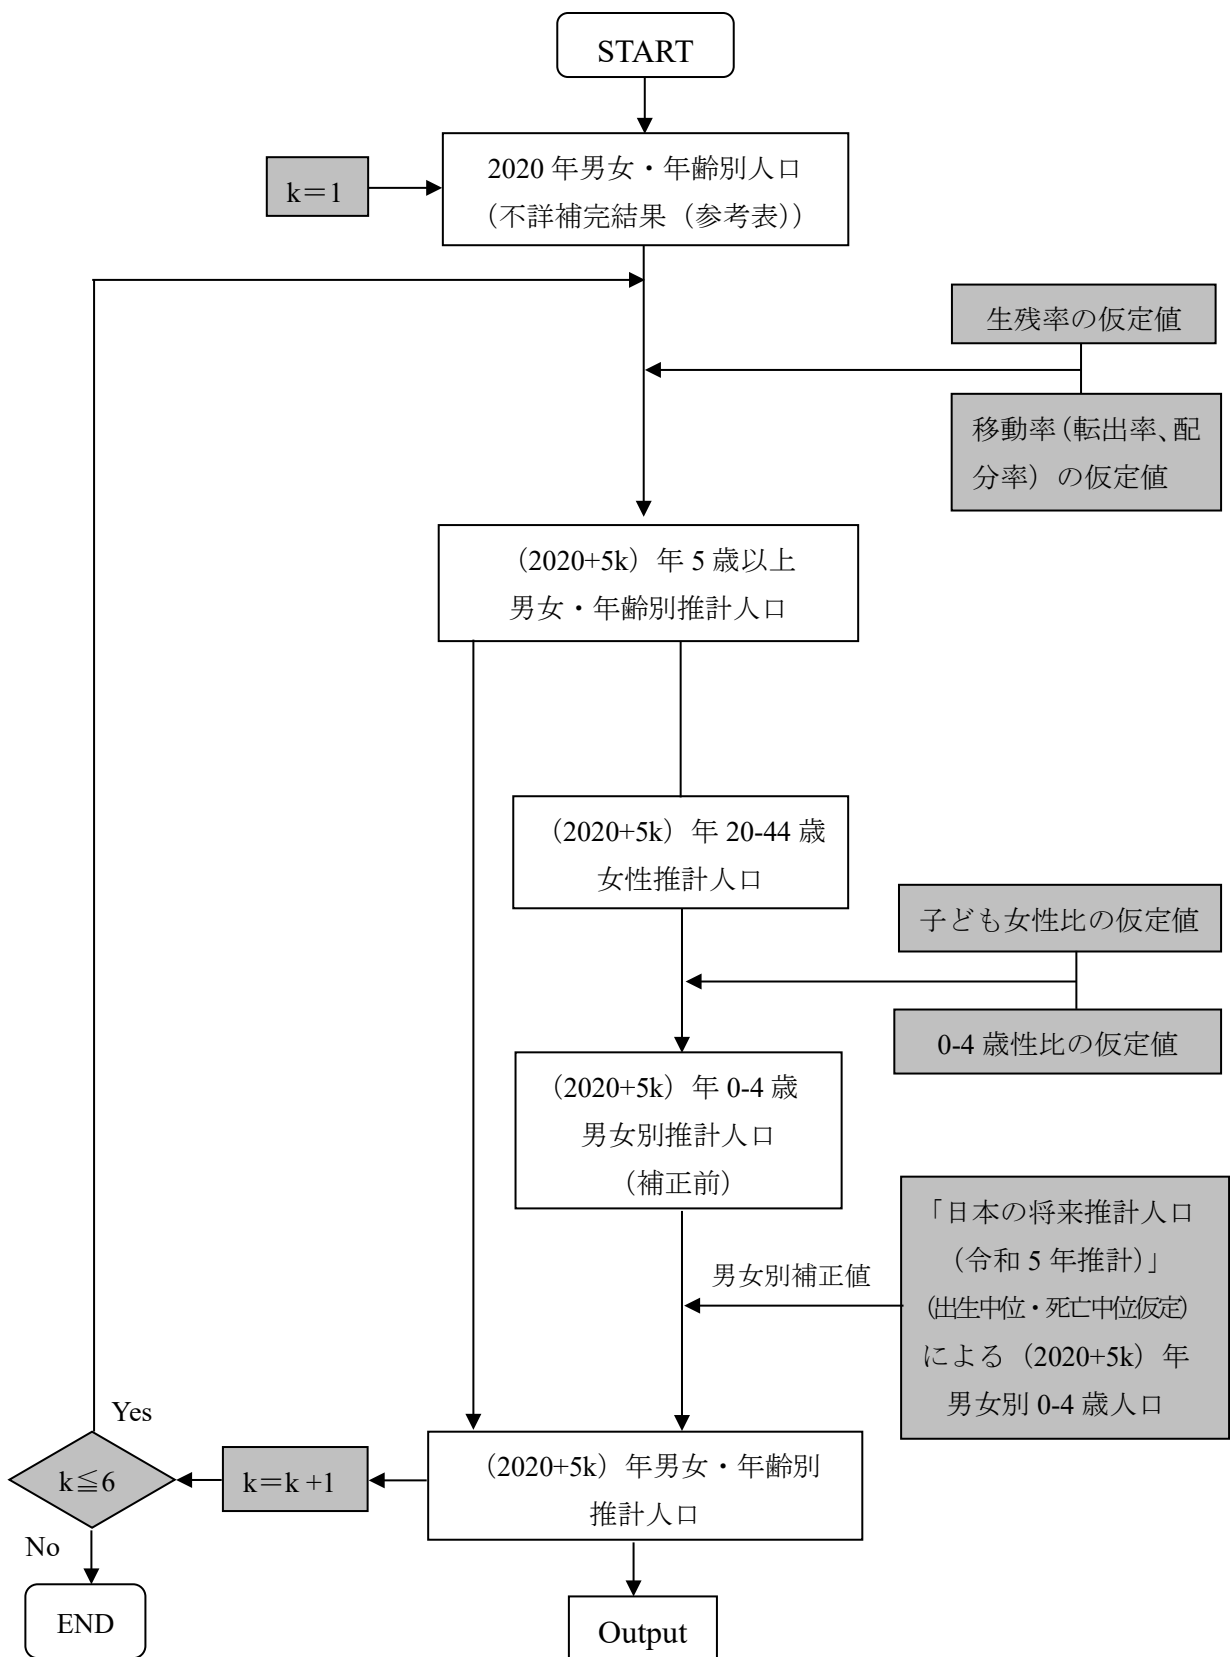 START
2020 年男女・年齢別人口
（不詳補完結果（参考表））
k＝1
生残率の仮定値
移動率（転出率、配
分率）の仮定値
（2020+5k）年 5 歳以上
男女・年齢別推計人口
（2020+5k）年 20-44 歳
女性推計人口
子ども女性比の仮定値
0-4 歳性比の仮定値
（2020+5k）年 0-4 歳
男女別推計人口
（補正前）
男女別補正値
「日本の将来推計人口
（令和 5 年推計）」
（出生中位・死亡中位仮定）
による（2020+5k）年
男女別 0-4 歳人口
Yes
k≦6
k＝k +1
（2020+5k）年男女・年齢別
推計人口
No
END
Output